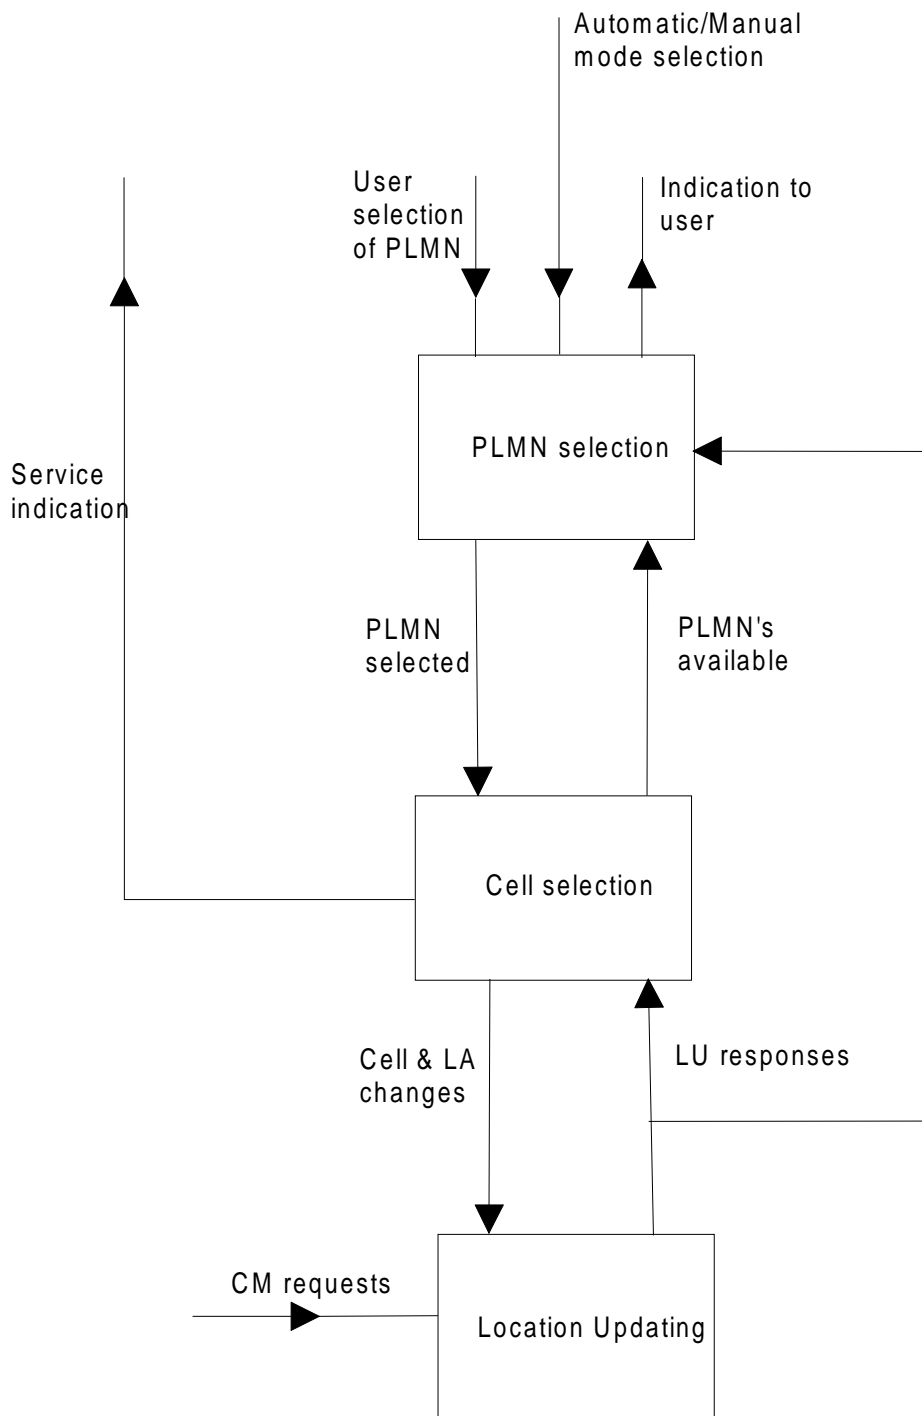 Automatic/Manual
mode selection
User
selection
of PLMN
Indication to
user
PLMN selection
Service
indication
PLMN
selected
PLMN's
available
Cell selection
Cell & LA
changes
LU responses
CM requests
Location Updating